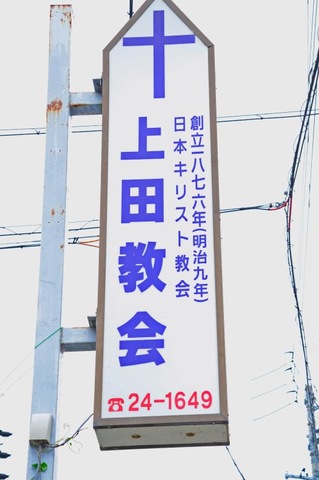 創立一八七六年(明治九年)
日本キリスト教会
上田教会
☎24-1649